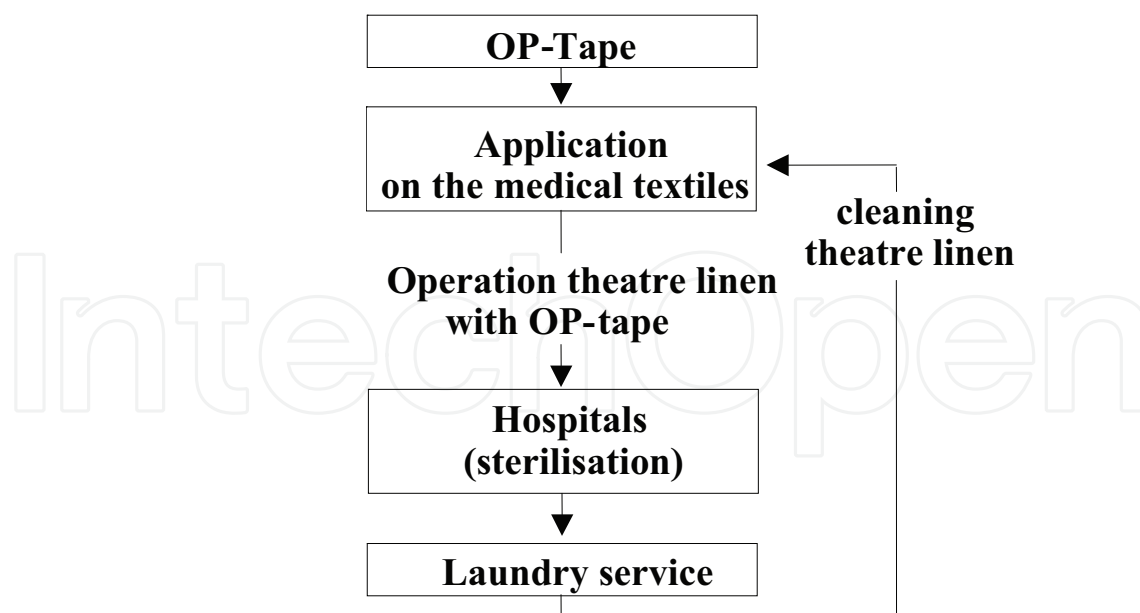 OP-Tape
Application
on the medical textiles
cleaning
theatre linen
Operation theatre linen
with OP-tape
Hospitals
(sterilisation)
Laundry service
IntechOpen